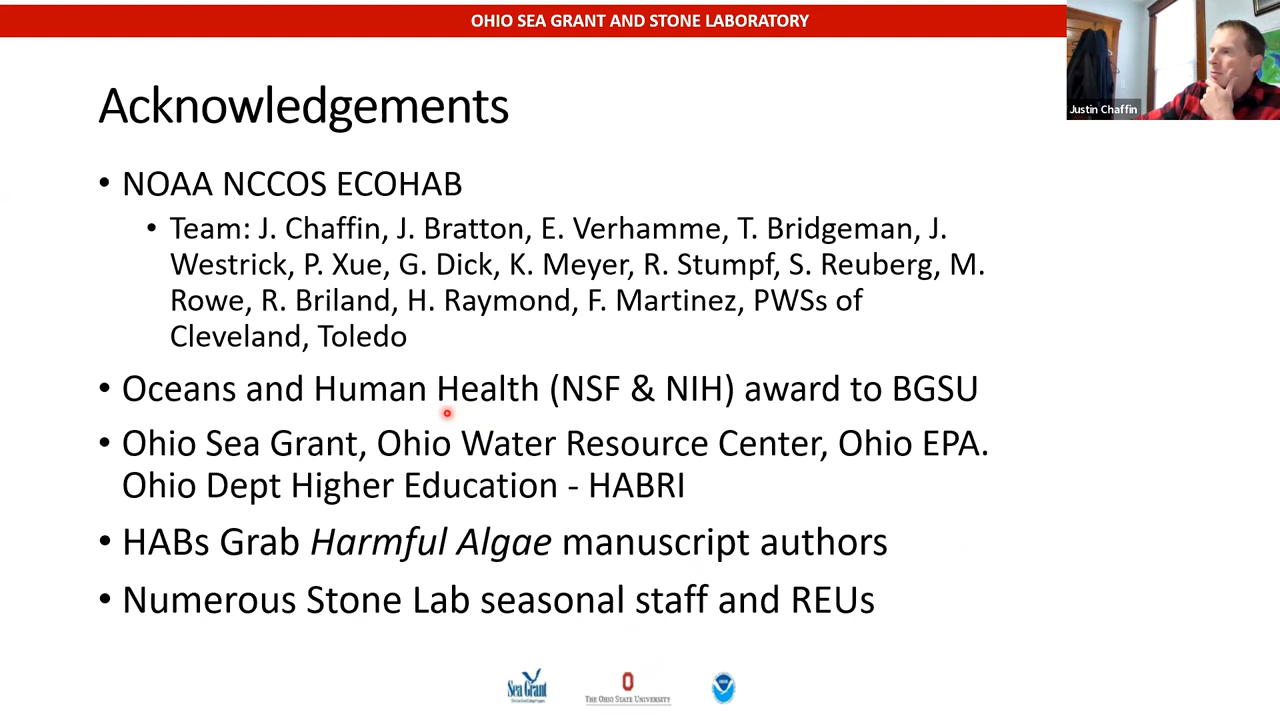 OHIO SEA GRANT AND STONE LABORATORY
Justin Chaffin
Acknowledgements
• NOAA NCCOS ECOHAB
• Team: J. Chaffin, J. Bratton, E. Verhamme, T. Bridgeman, J.
Westrick, P. Xue, G. Dick, K. Meyer, R. Stumpf, S. Reuberg, M.
Rowe, R. Briland, H. Raymond, F. Martinez, PWSs of
Cleveland, Toledo
• Oceans and Human Health (NSF & NIH) award to BGSU
• Ohio Sea Grant, Ohio Water Resource Center, Ohio EPA.
Ohio Dept Higher Education - HABRI
• HABs Grab Harmful Algae manuscript authors
• Numerous Stone Lab seasonal staff and REUs
Sea Grant
THE OHIO STATE UNIVERSITY